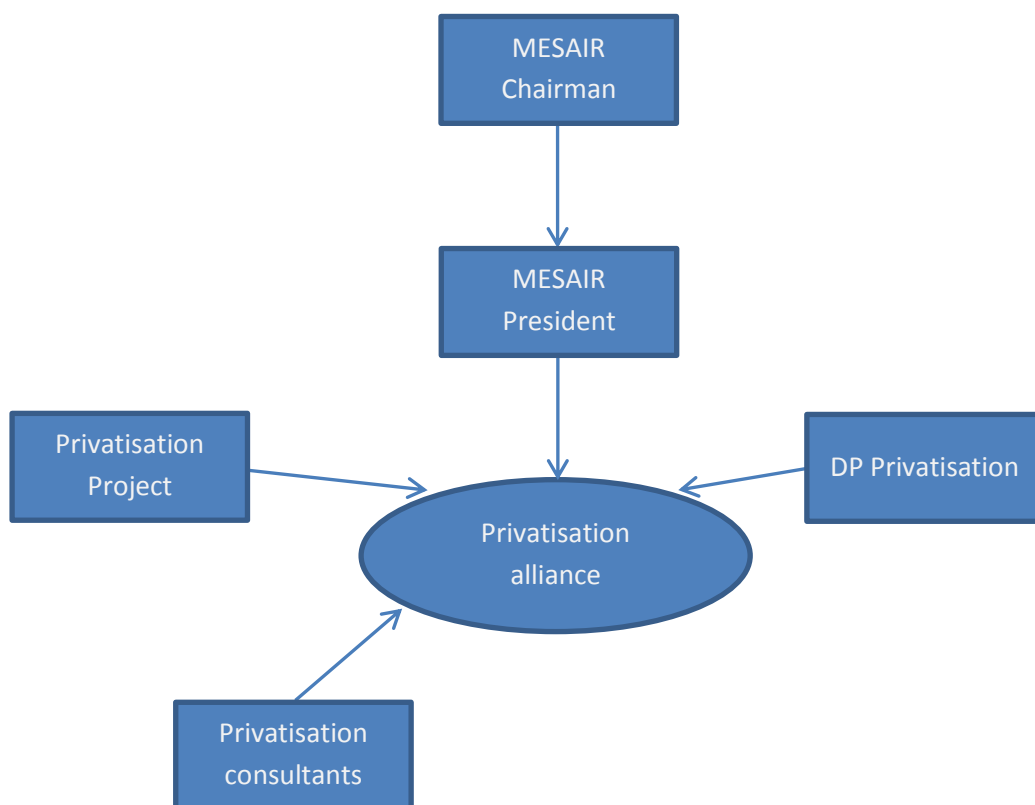 MESAIR
Chairman
MESAIR
President
Privatisation
Project
DP Privatisation
Privatisation
alliance
Privatisation
consultants